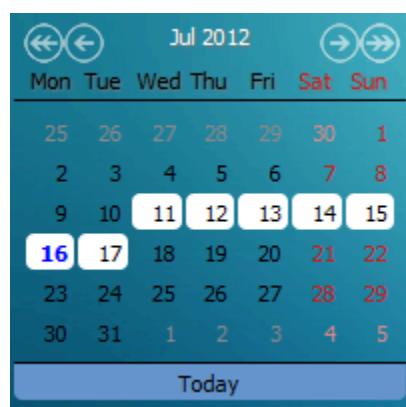 Jul 2012
Mon Tue Wed Thu Fri Sat Sun
25 26 27 28 29 30 1
2 3 4 5 6 7 8
9 10 11 12 13 14 15
16 17 18 19 20 21 22
23 24 25 26 27 28 29
30 31 1 2 3 4 5
Today